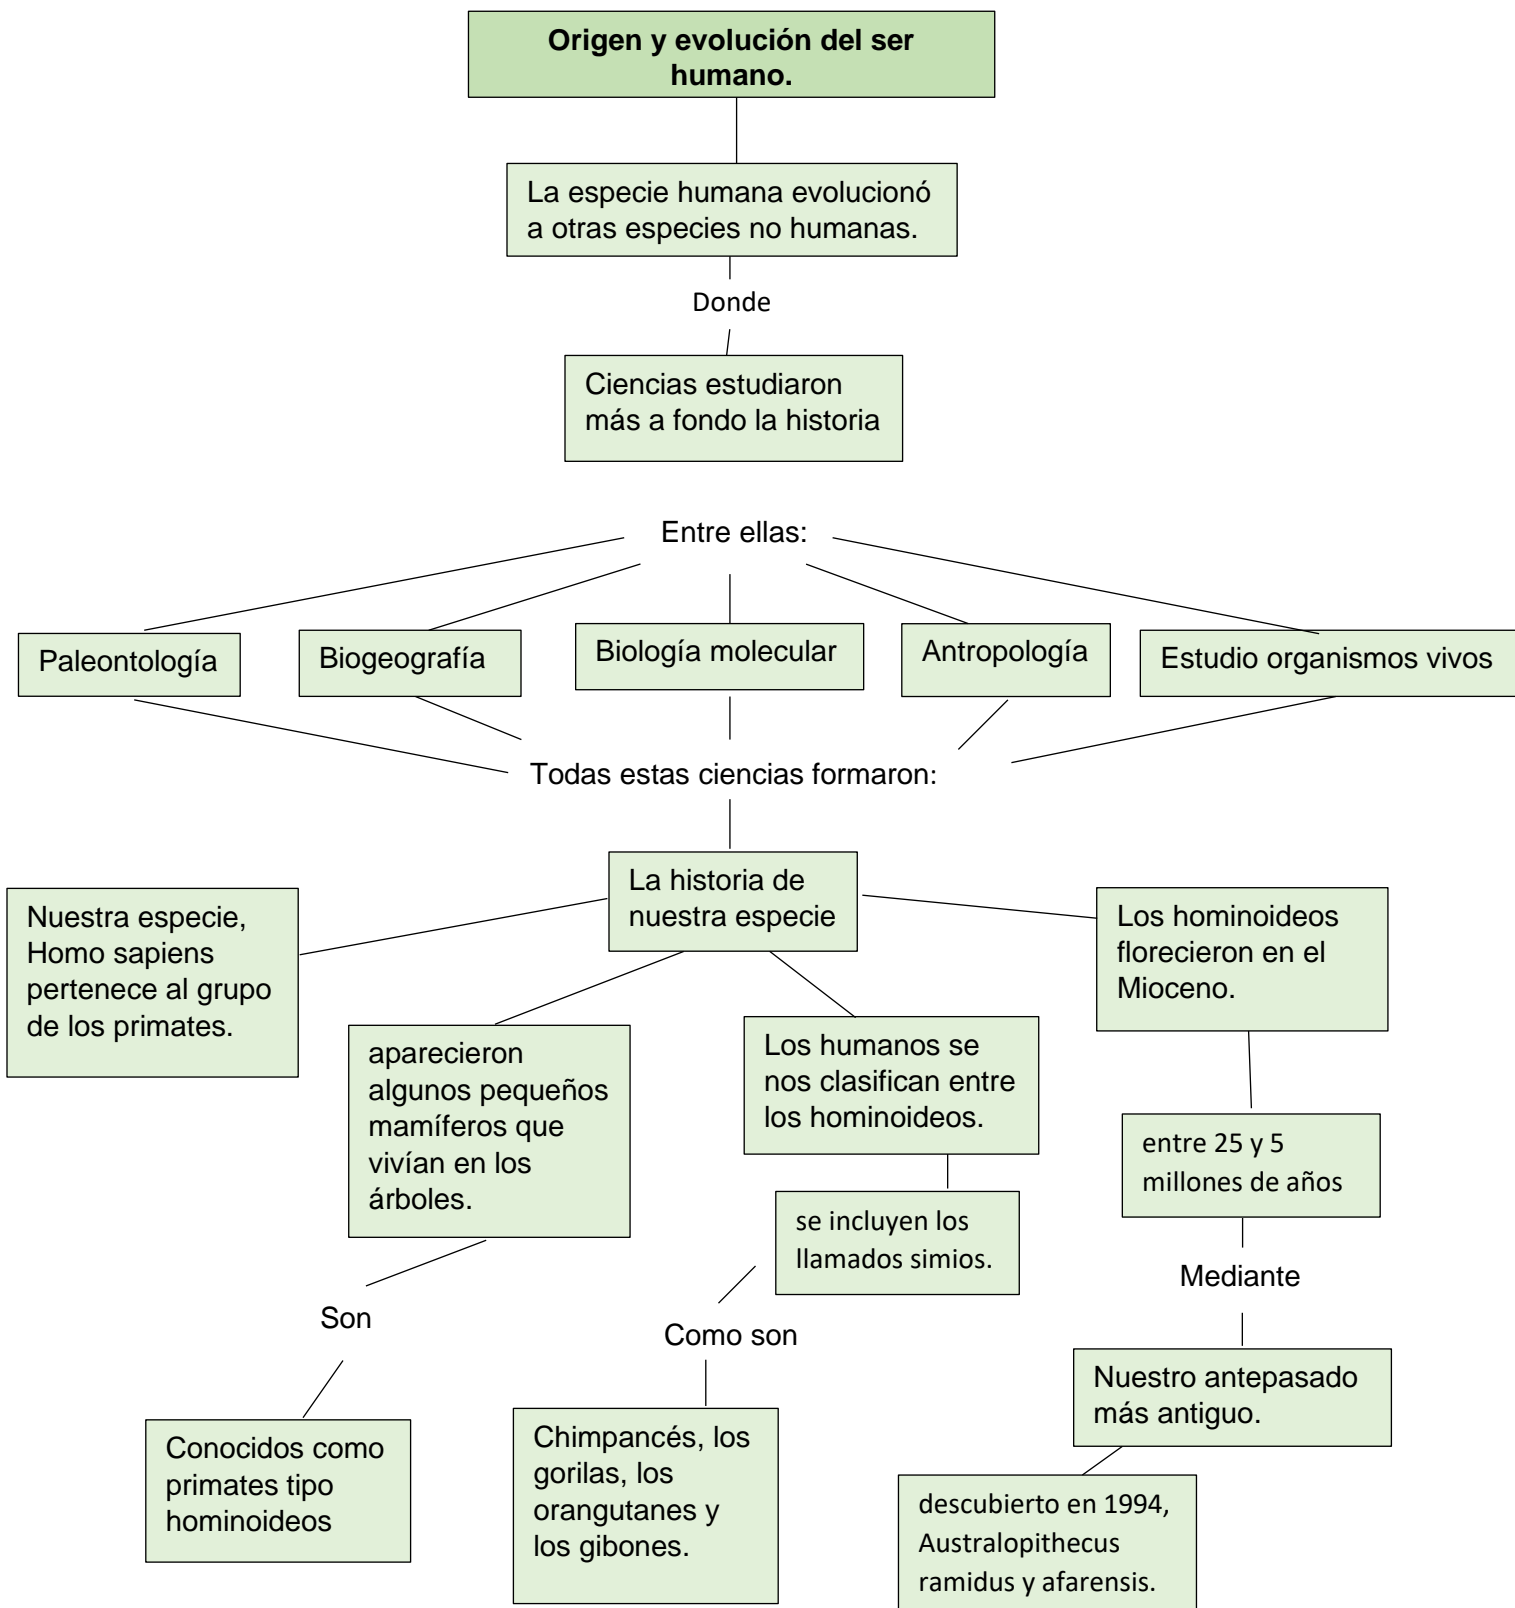 Origen y evolución del ser
humano.
La especie humana evolucionó
a otras especies no humanas.
Donde
Ciencias estudiaron
más a fondo la historia
Entre ellas:
Paleontología
Biogeografía
Biología molecular
Antropología
Estudio organismos vivos
Todas estas ciencias formaron:
La historia de
nuestra especie
Nuestra especie,
Homo sapiens
pertenece al grupo
de los primates.
aparecieron
algunos pequeños
mamíferos que
vivían en los
árboles.
Son
Conocidos como
primates tipo
hominoideos
Los humanos se
nos clasifican entre
los hominoideos.
se incluyen los
llamados simios.
Como son
Chimpancés, los
gorilas, los
orangutanes y
los gibones.
Los hominoideos
florecieron en el
Mioceno.
entre 25 y 5
millones de años
Mediante
Nuestro antepasado
más antiguo.
descubierto en 1994,
Australopithecus
ramidus y afarensis.